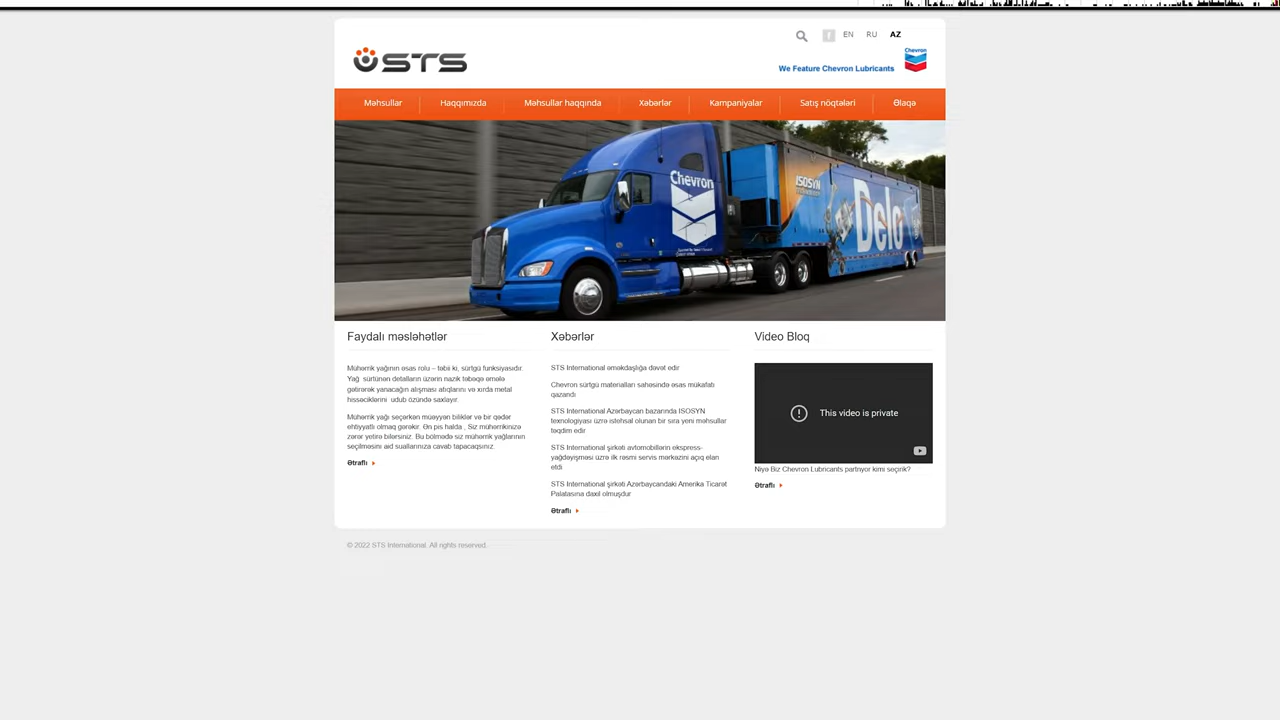 STS
EN RU AZ
We Feature Chevron Lubricants
Chevron
Məhsullar Haqqımızda Məhsullar haqqında Xəbərlər Kampaniyalar Satış nöqtələri Əlaqə
Chevron
ISOSYN
Delo
Faydalı məsləhətlər
Mühərrik yağının əsas rolu – təbii ki, sürtgü funksiyasıdır.
Yağ sürtünən detalların üzərin nazik təbəqə əmələ
gətirərək yanacağın alışması atıqlarını və xırda metal
hissəciklərini udub özündə saxlayır.
Mühərrik yağı seçərkən müəyyən biliklər və bir qədər
ehtiyyatlı olmaq gərəkir. Ən pis halda , Siz mühərrikinizə
zərər yetirə bilərsiniz. Bu bölmədə siz mühərrik yağlarının
seçilməsinı aid suallarınıza cavab tapacaqsınız.
Ətraflı
Xəbərlər
STS International əməkdaşlığa dəvət edir
Chevron sürtgü materialları sahəsində əsas mükafatı
qazandı
STS International Azərbaycan bazarında ISOSYN
texnologiyası üzrə istehsal olunan bir sıra yeni məhsullar
təqdim edir
STS International şirkəti avtomobillərin ekspress-
yağdəyişməsi üzrə ilk rəsmi servis mərkəzini açıq elan
etdi
STS International şirkəti Azərbaycandaki Amerika Ticarət
Palatasına daxil olmuşdur
Ətraflı
Video Bloq
This video is private
Niyə Biz Chevron Lubricants partnyor kimi seçirik?
Ətraflı
© 2022 STS International. All rights reserved.